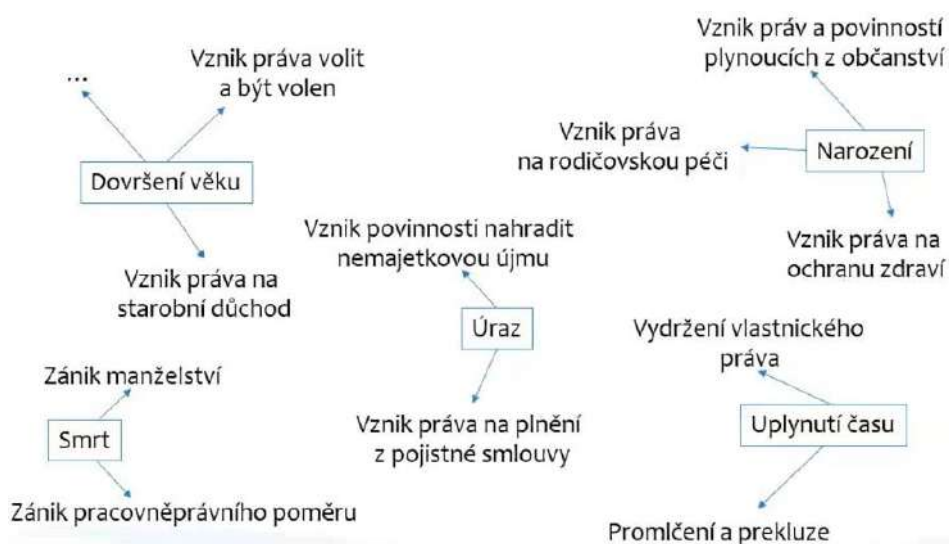 ...
Vznik práva volit
a být volen
Dovršení věku
Vznik práva na
starobní důchod
Vznik práv a povinností
plynoucích z občanství
Vznik práva
na rodičovskou péči
Narození
Vznik práva na
ochranu zdraví
Vznik povinnosti nahradit
nemajetkovou újmu
Úraz
Vznik práva na plnění
z pojistné smlouvy
Zánik manželství
Smrt
Zánik pracovněprávního poměru
Vydržení vlastnického
práva
Uplynutí času
Promlčení a prekluze